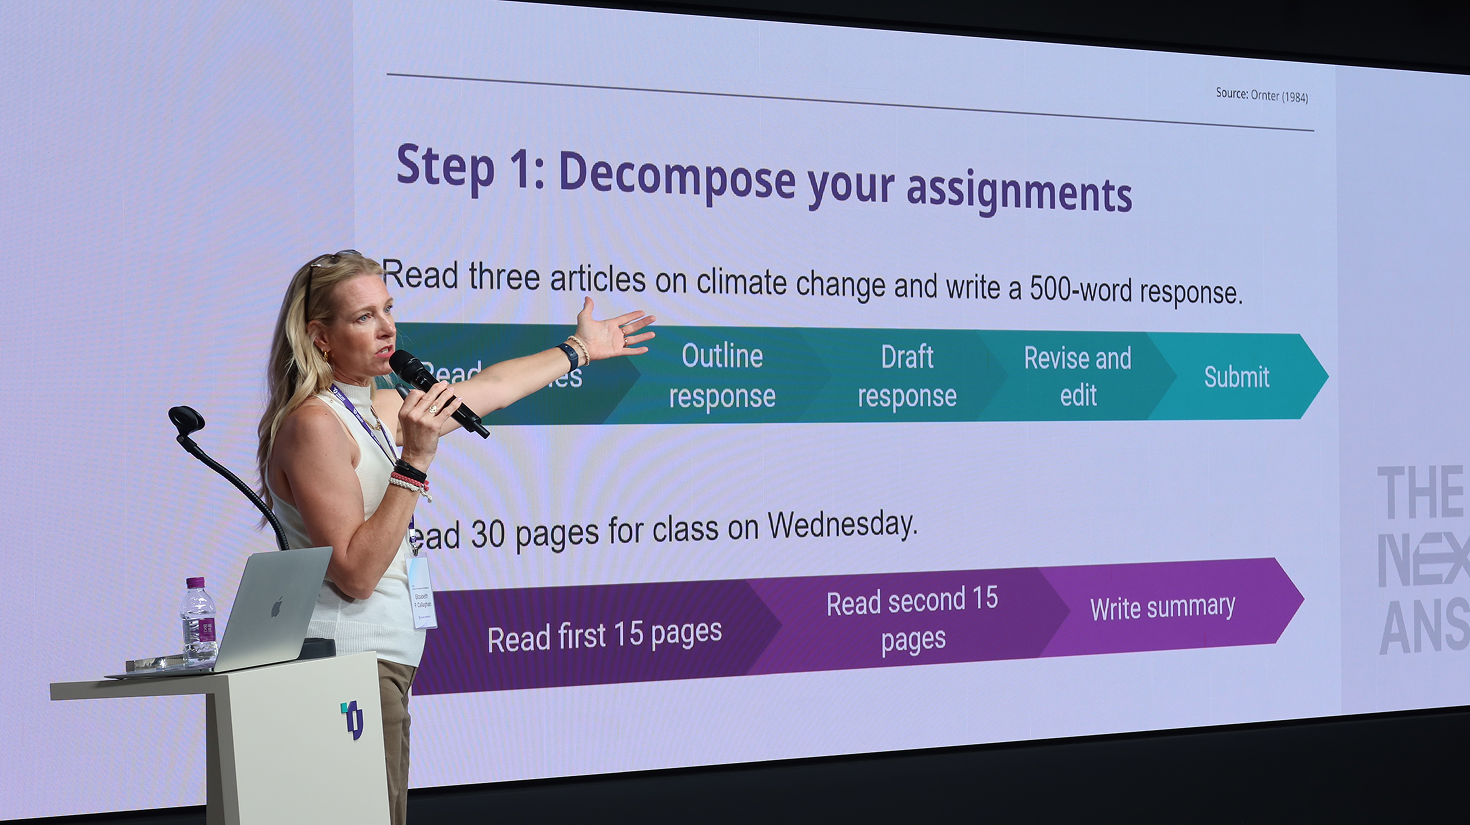 Source: Ornter (1984)
Step 1: Decompose your assignments
Read three articles on climate change and write a 500-word response.
Read
Outline
response
Draft
response
Revise and
edit
Submit
ead 30 pages for class on Wednesday.
Read first 15 pages
Read second 15
pages
Write summary
THE
NEX
ANS
Elizabeth